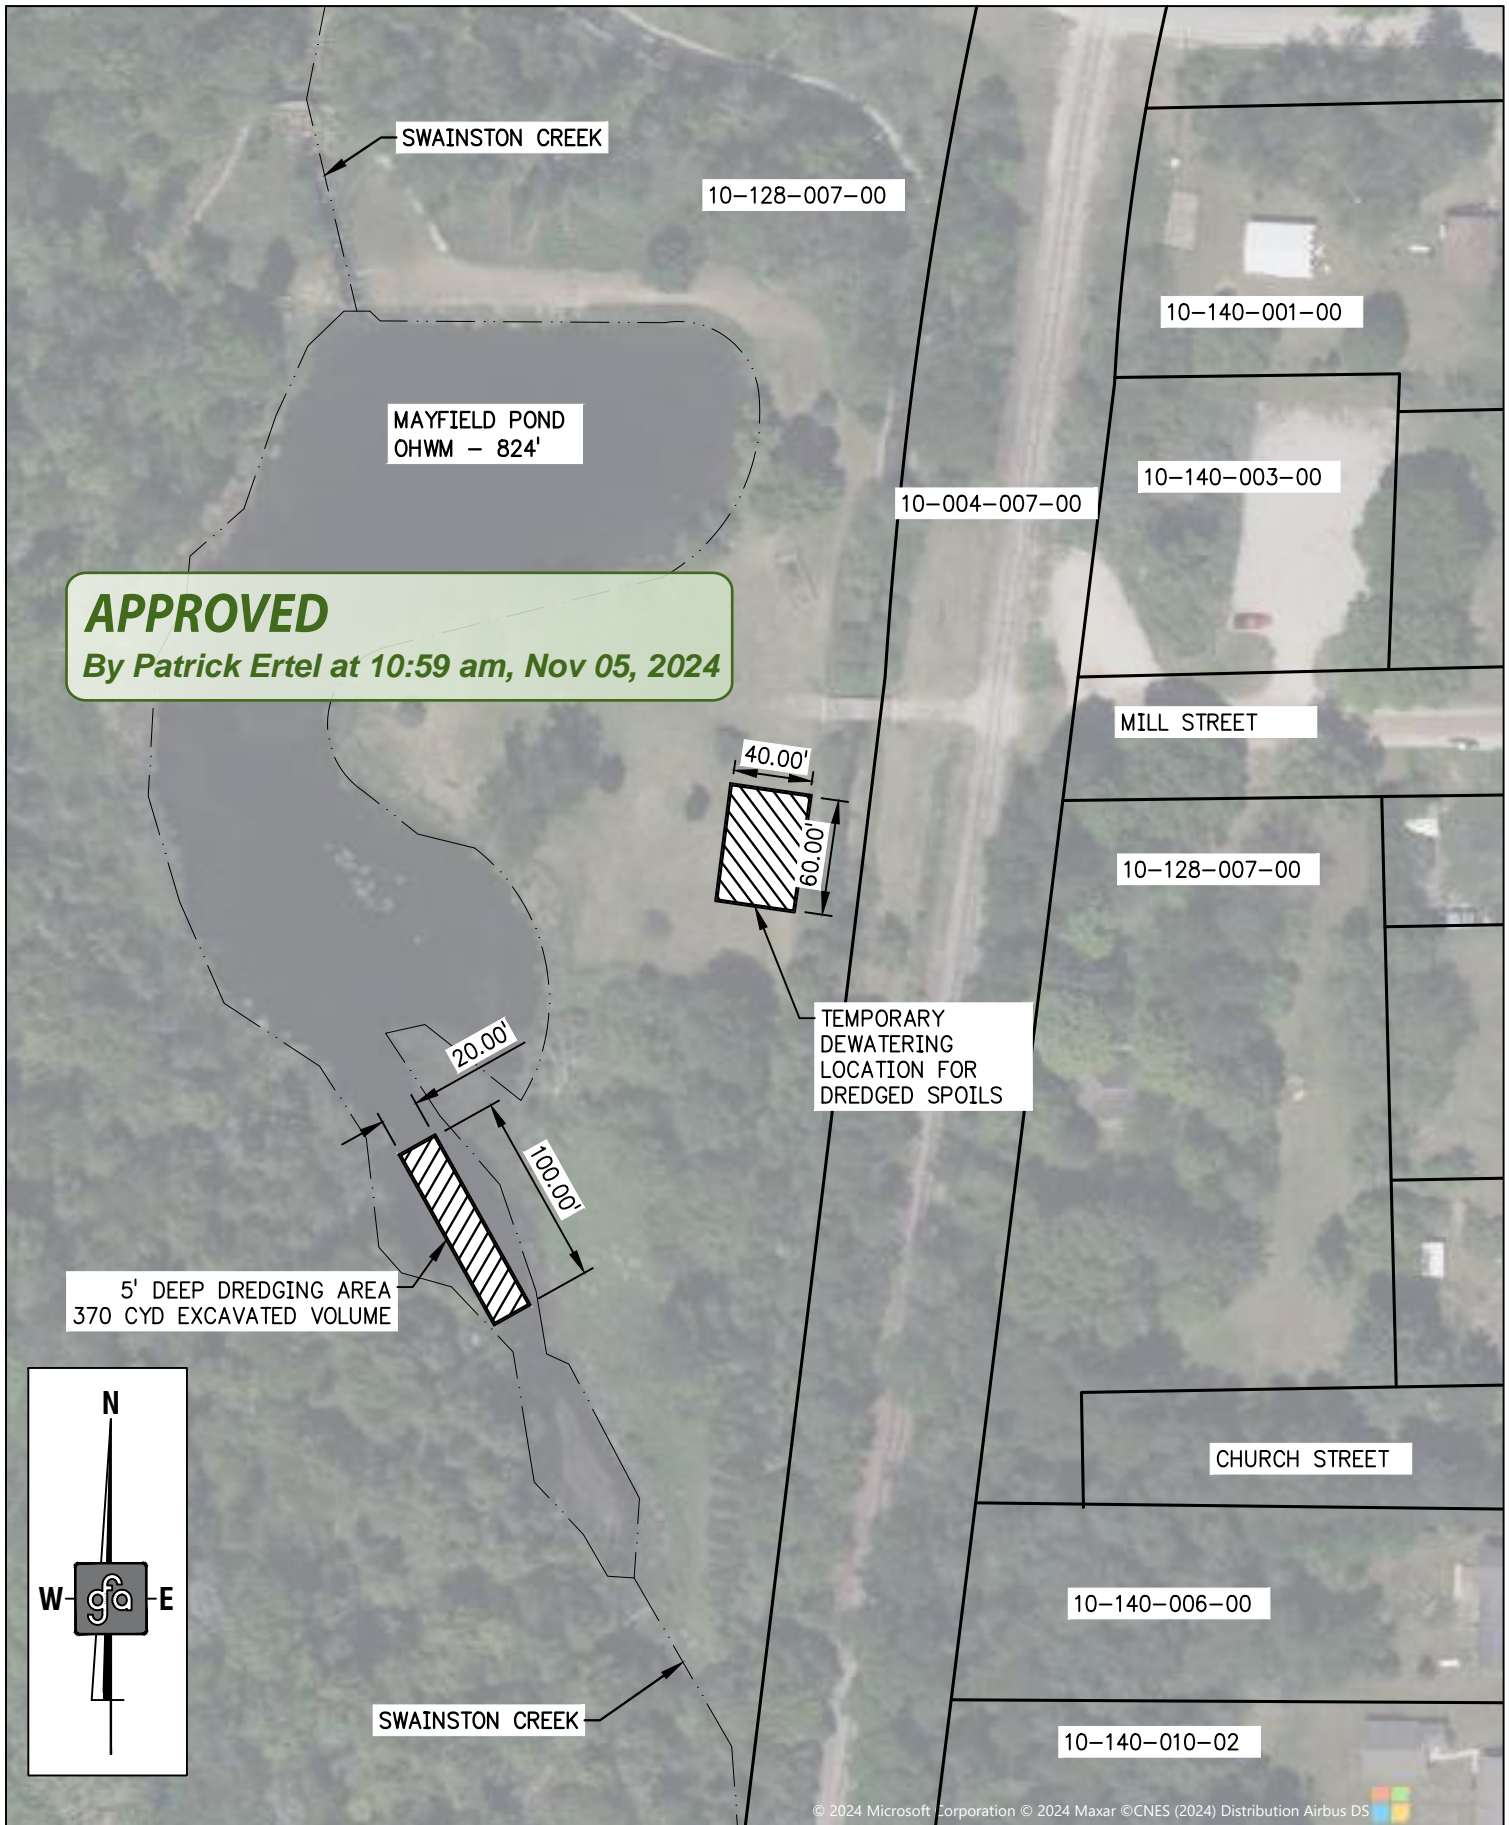 SWAINSTON CREEK
10-128-007-00
10-140-001-00
MAYFIELD POND
OHWM - 824'
10-140-003-00
10-004-007-00
APPROVED
By Patrick Ertel at 10:59 am, Nov 05, 2024
MILL STREET
40.00'
60.00'
10-128-007-00
TEMPORARY
DEWATERING
LOCATION FOR
DREDGED SPOILS
20.00'
100.00'
5' DEEP DREDGING AREA
370 CYD EXCAVATED VOLUME
N
W
gfa
E
CHURCH STREET
10-140-006-00
SWAINSTON CREEK
10-140-010-02
© 2024 Microsoft Corporation © 2024 Maxar ©CNES (2024) Distribution Airbus DS